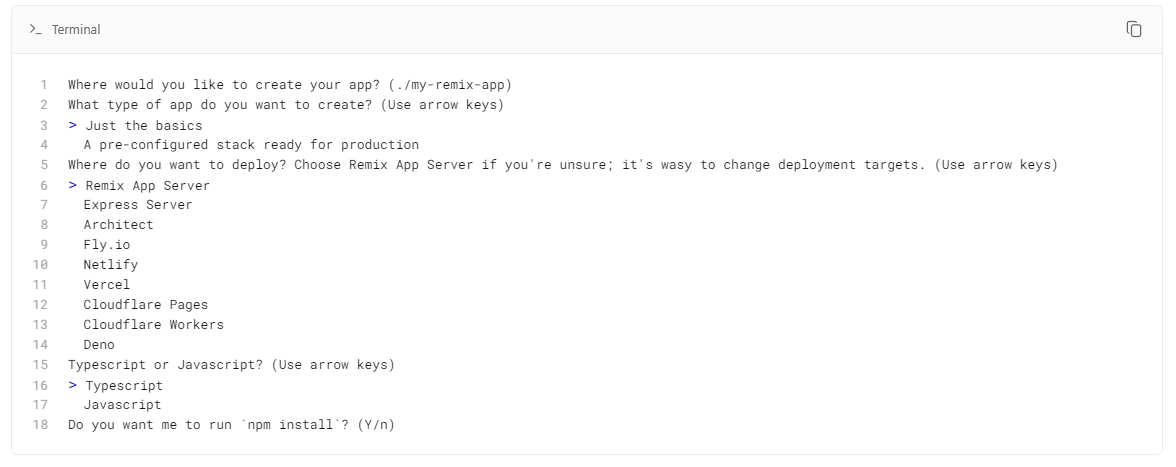 >_ Terminal
1 Where would you like to create your app? (./my-remix-app)
2 What type of app do you want to create? (Use arrow keys)
3 > Just the basics
4   A pre-configured stack ready for production
5 Where do you want to deploy? Choose Remix App Server if you're unsure; it's wasy to change deployment targets. (Use arrow keys)
6 > Remix App Server
7   Express Server
8   Architect
9   Fly.io
10   Netlify
11   Vercel
12   Cloudflare Pages
13   Cloudflare Workers
14   Deno
15 Typescript or Javascript? (Use arrow keys)
16 > Typescript
17   Javascript
18 Do you want me to run `npm install`? (Y/n)